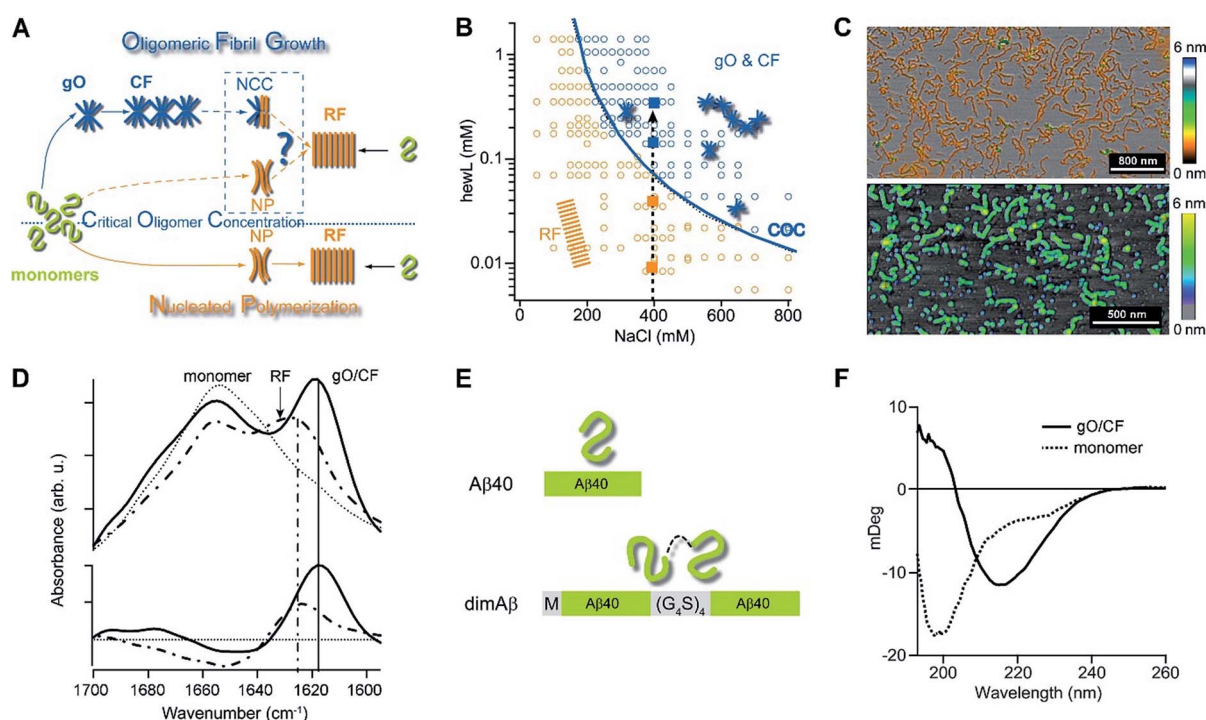 A
Oligomeric Fibril Growth
gO
CF
NCC
RF
?
NP
Critical Oligomer Concentration
monomers
NP
RF
Nucleated Polymerization
B
hewL (mM)
1
0.1
0.01
gO & CF
RF
COC
0
200
400
600
800
NaCl (mM)
C
6 nm
0 nm
800 nm
6 nm
0 nm
500 nm
D
monomer
RF
gO/CF
Absorbance (arb. u.)
1700
1680
1660
1640
1620
1600
Wavenumber (cm⁻¹)
E
Aβ40
Aβ40
dimAβ
M
Aβ40
(G₄S)₄
Aβ40
F
10
0
-10
-20
mDeg
gO/CF
monomer
200
220
240
260
Wavelength (nm)